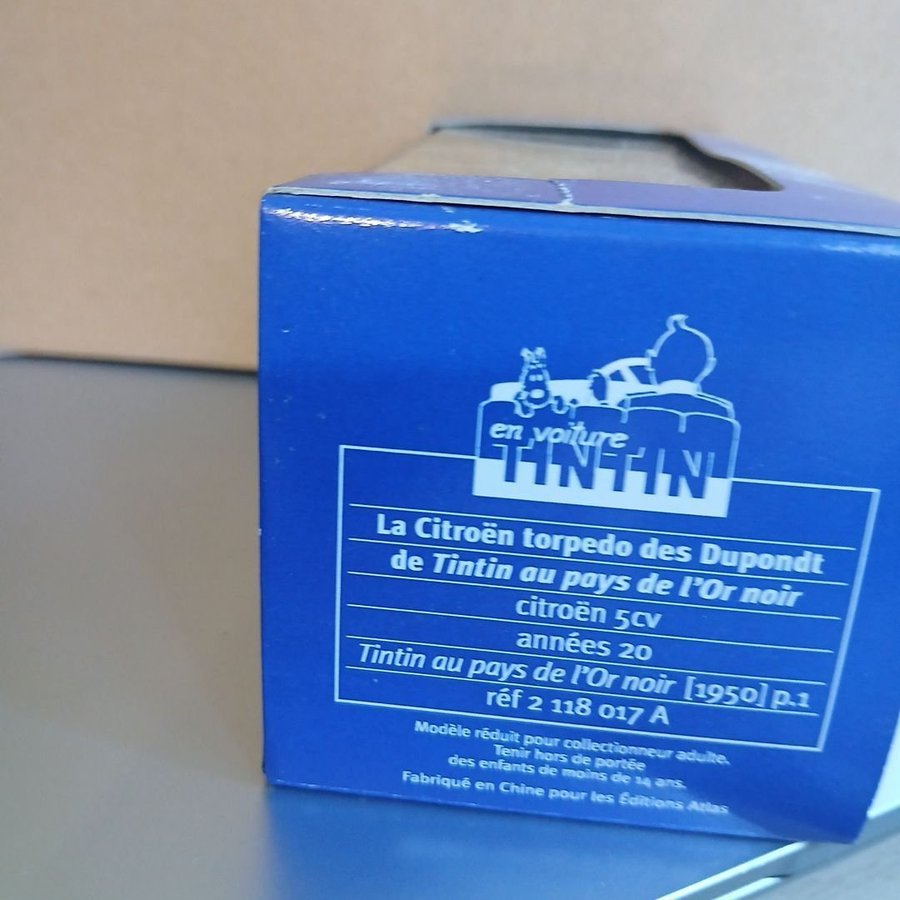 en voiture
TINTIN
La Citroën torpedo des Dupondt
de Tintin au pays de l'Or noir
citroën 5cv
années 20
Tintin au pays de l'Or noir [1950] p.1
réf 2 118 017 A
Modèle réduit pour collectionneur adulte.
Tenir hors de portée
des enfants de moins de 14 ans.
Fabriqué en Chine pour les Éditions Atlas